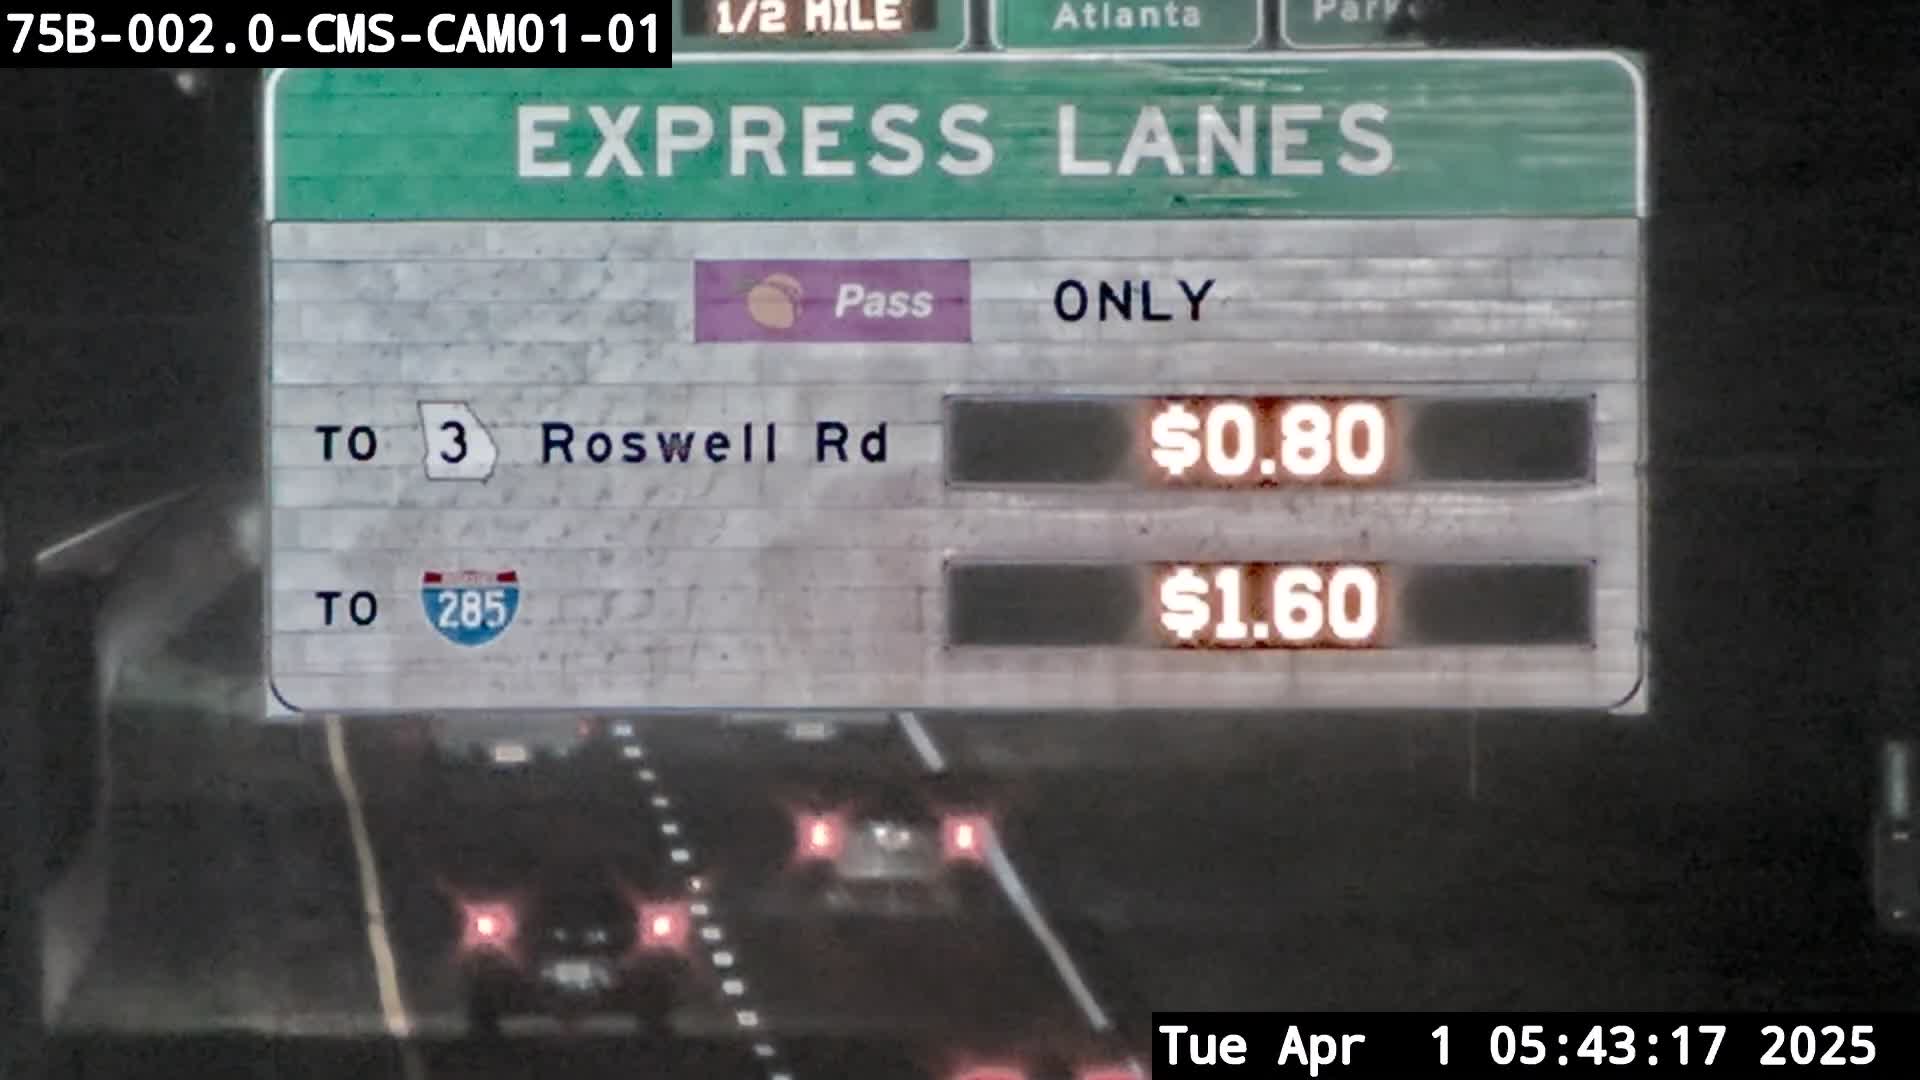 75B-002.0-CMS-CAM01-01
1/2 MILE
Atlanta
EXPRESS LANES
Pass ONLY
TO 3 Roswell Rd $0.80
TO 285 $1.60
Tue Apr 1 05:43:17 2025